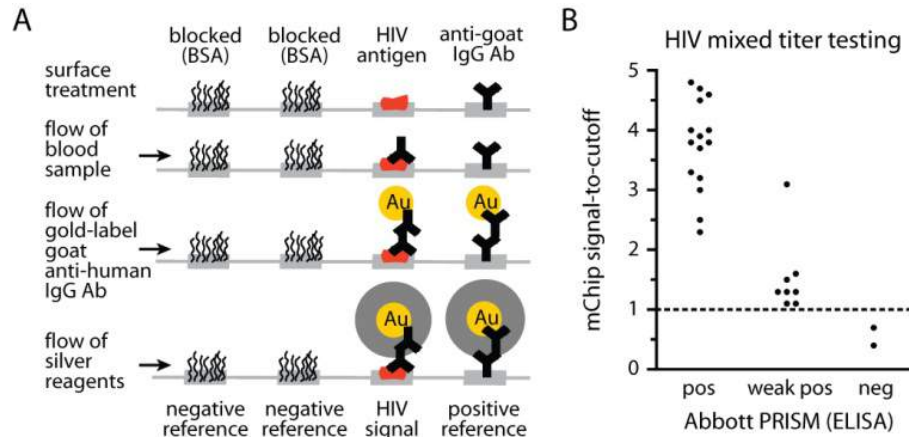 A
blocked
(BSA)
blocked
(BSA)
HIV
antigen
anti-goat
IgG Ab
surface
treatment
flow of
blood
sample
flow of
gold-label
goat
anti-human
IgG Ab
Au
Au
flow of
silver
reagents
Au
Au
negative
reference
negative
reference
HIV
signal
positive
reference
B
HIV mixed titer testing
mChip signal-to-cutoff
5
4
3
2
1
0
pos weak pos neg
Abbott PRISM (ELISA)